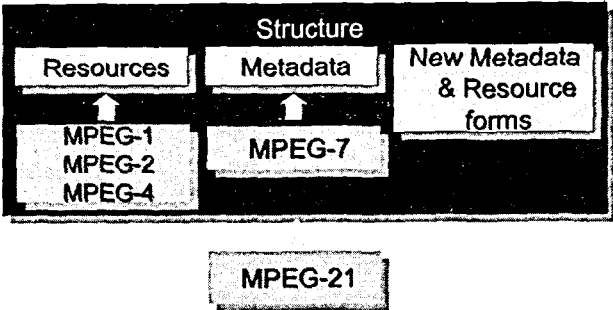 Structure
Resources
Metadata
New Metadata
& Resource
forms
MPEG-1
MPEG-2
MPEG-4
MPEG-7
MPEG-21